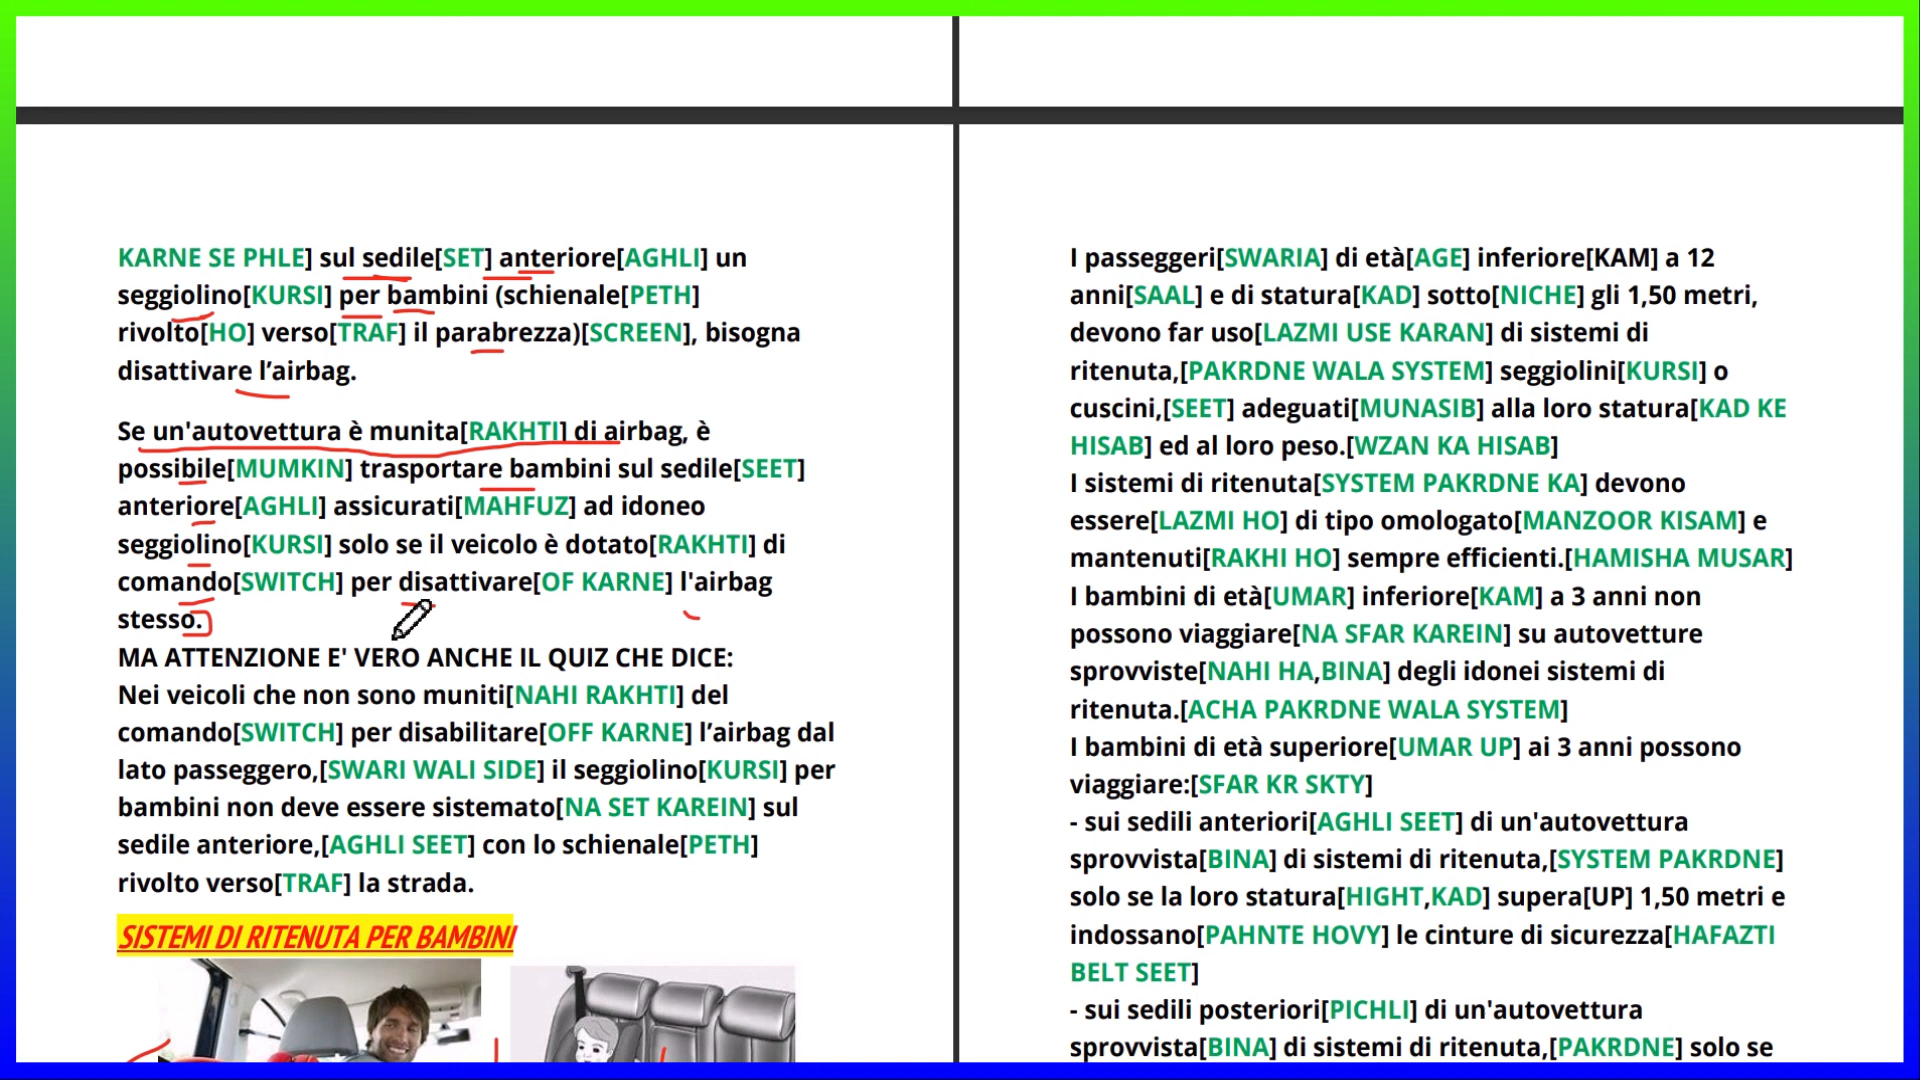 KARNE SE PHLE] sul sedile[SET] anteriore[AGHLI] un
seggiolino[KURSI] per bambini (schienale[PETH]
rivolto[HO] verso[TRAF] il parabrezza)[SCREEN], bisogna
disattivare l’airbag.
Se un'autovettura è munita[RAKHTI] di airbag, è
possibile[MUMKIN] trasportare bambini sul sedile[SEET]
anteriore[AGHLI] assicurati[MAHFUZ] ad idoneo
seggiolino[KURSI] solo se il veicolo è dotato[RAKHTI] di
comando[SWITCH] per disattivare[OF KARNE] l'airbag
stesso.
MA ATTENZIONE E' VERO ANCHE IL QUIZ CHE DICE:
Nei veicoli che non sono muniti[NAHI RAKHTI] del
comando[SWITCH] per disabilitare[OFF KARNE] l’airbag dal
lato passeggero,[SWARI WALI SIDE] il seggiolino[KURSI] per
bambini non deve essere sistemato[NA SET KAREIN] sul
sedile anteriore,[AGHLI SEET] con lo schienale[PETH]
rivolto verso[TRAF] la strada.
SISTEMI DI RITENUTA PER BAMBINI
I passeggeri[SWARIA] di età[AGE] inferiore[KAM] a 12
anni[SAAL] e di statura[KAD] sotto[NICHE] gli 1,50 metri,
devono far uso[LAZMI USE KARAN] di sistemi di
ritenuta,[PAKRDNE WALA SYSTEM] seggiolini[KURSI] o
cuscini,[SEET] adeguati[MUNASIB] alla loro statura[KAD KE
HISAB] ed al loro peso.[WZAN KA HISAB]
I sistemi di ritenuta[SYSTEM PAKRDNE KA] devono
essere[LAZMI HO] di tipo omologato[MANZOOR KISAM] e
mantenuti[RAKHI HO] sempre efficienti.[HAMISHA MUSAR]
I bambini di età[UMAR] inferiore[KAM] a 3 anni non
possono viaggiare[NA SFAR KAREIN] su autovetture
sprovviste[NAHI HA,BINA] degli idonei sistemi di
ritenuta.[ACHA PAKRDNE WALA SYSTEM]
I bambini di età superiore[UMAR UP] ai 3 anni possono
viaggiare:[SFAR KR SKTY]
- sui sedili anteriori[AGHLI SEET] di un'autovettura
sprovvista[BINA] di sistemi di ritenuta,[SYSTEM PAKRDNE]
solo se la loro statura[HIGHT,KAD] supera[UP] 1,50 metri e
indossano[PAHNTE HOVY] le cinture di sicurezza[HAFAZTI
BELT SEET]
- sui sedili posteriori[PICHLI] di un'autovettura
sprovvista[BINA] di sistemi di ritenuta,[PAKRDNE] solo se